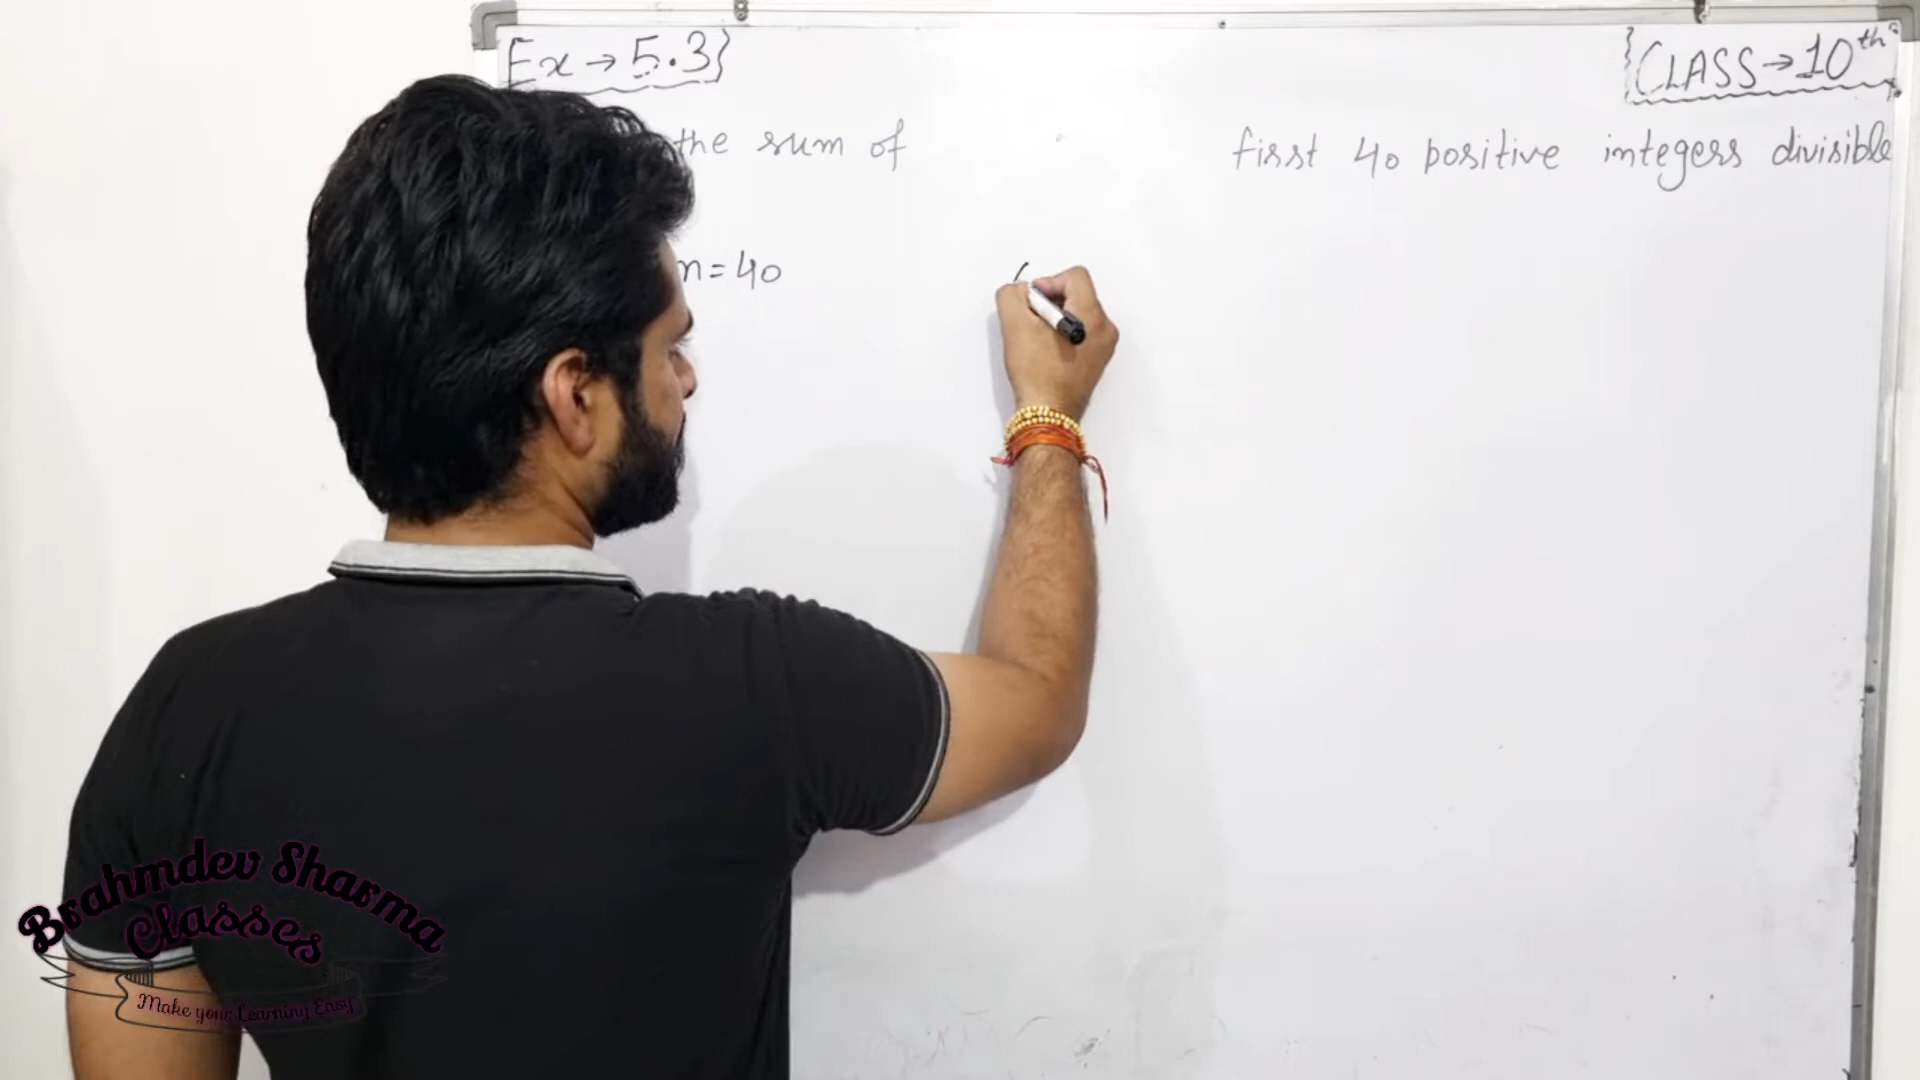 Ex → 5.3}
{CLASS → 10th}
the sum of first 40 positive integers divisible
n = 40
Brahmdev Sharma
Classes
Make your Learning Easy